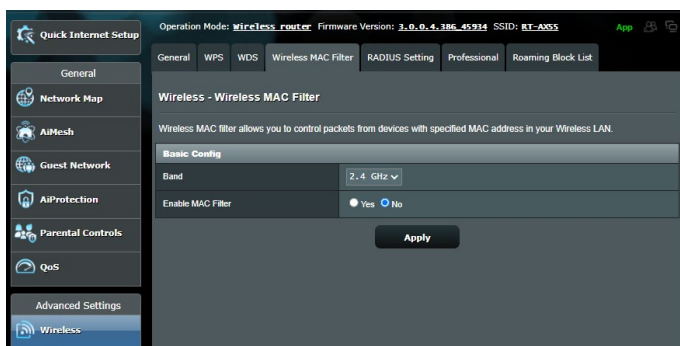 Quick Internet Setup
General
Network Map
AiMesh
Guest Network
AiProtection
Parental Controls
QoS
Advanced Settings
Wireless
Operation Mode: Wireless router Firmware Version: 3.0.0.4.386_45934 SSID: RT-AX55 App
General WPS WDS Wireless MAC Filter RADIUS Setting Professional Roaming Block List
Wireless - Wireless MAC Filter
Wireless MAC filter allows you to control packets from devices with specified MAC address in your Wireless LAN.
Basic Config
Band 2.4 GHz
Enable MAC Filter Yes No
Apply